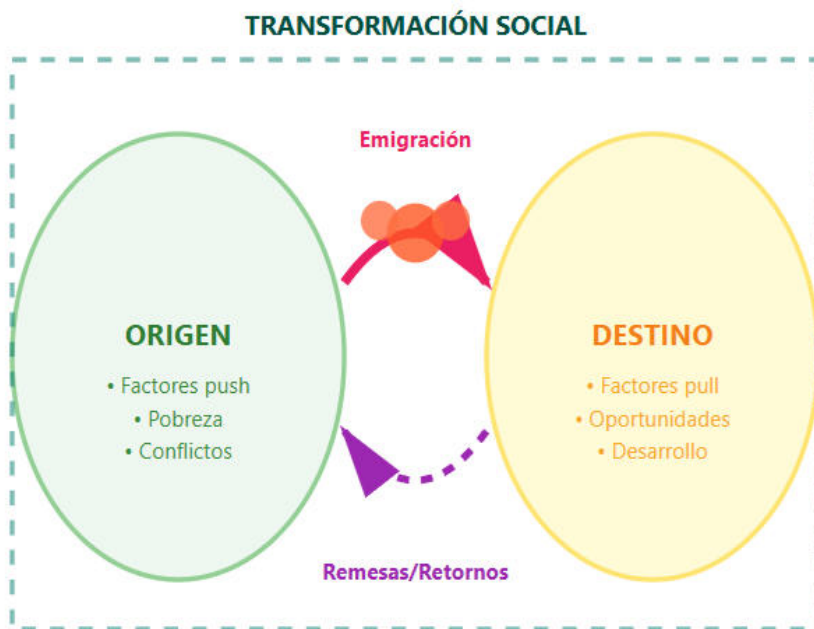 TRANSFORMACIÓN SOCIAL
Emigración
ORIGEN
• Factores push
• Pobreza
• Conflictos
DESTINO
• Factores pull
• Oportunidades
• Desarrollo
Remesas/Retornos